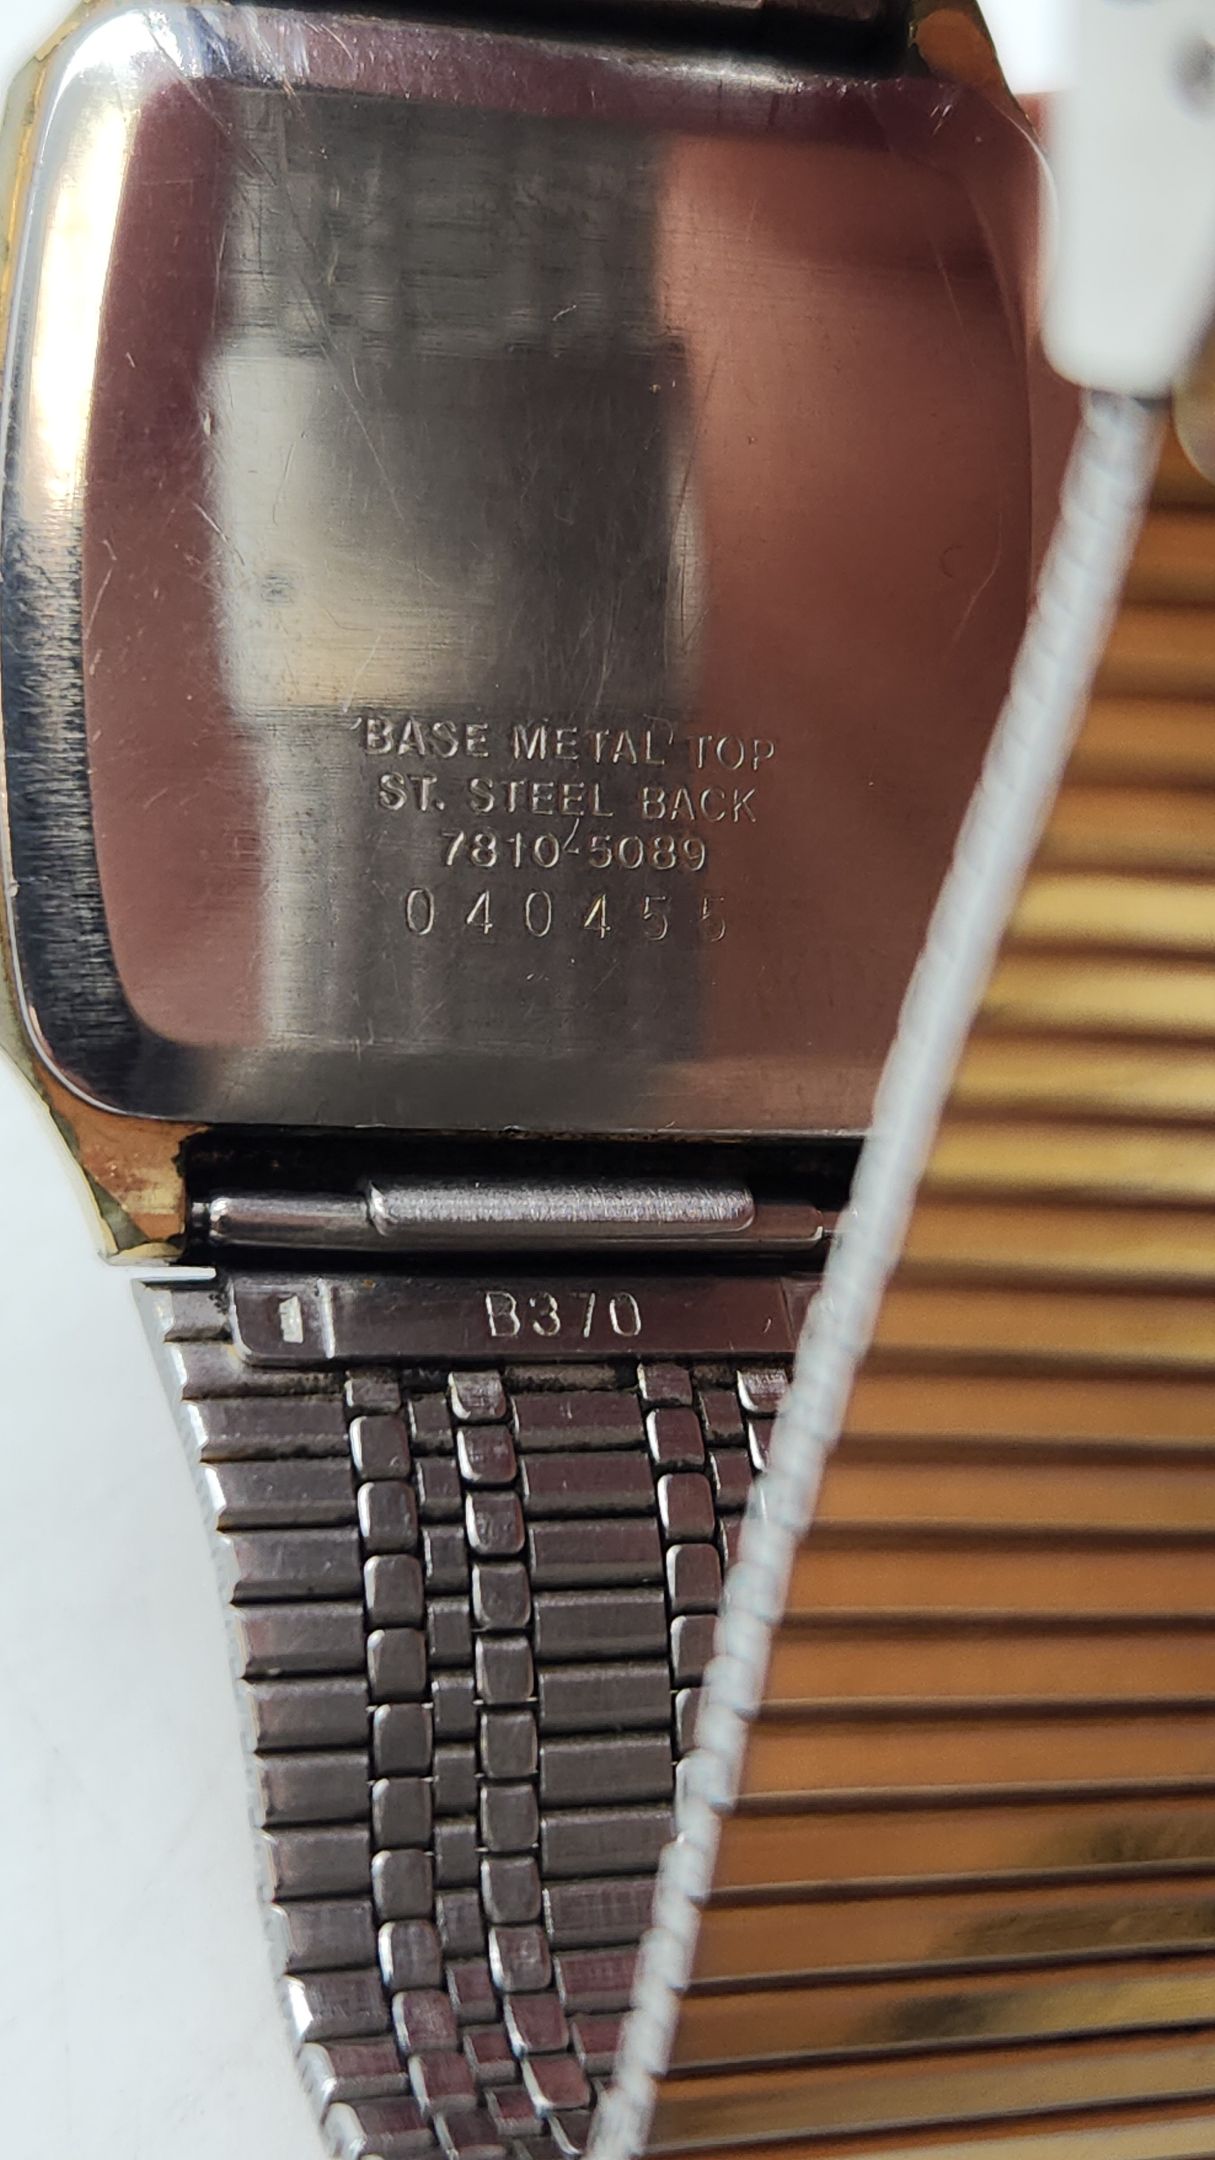 BASE METAL TOP
ST. STEEL BACK
7810-5089
040455
B370